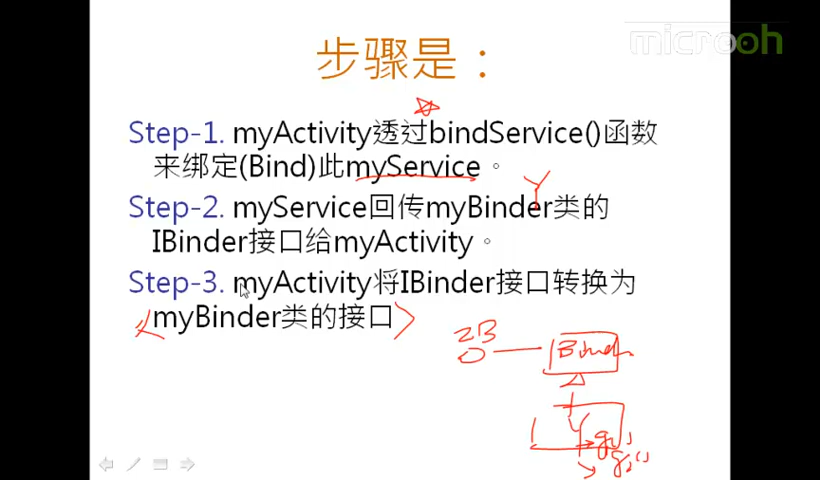 microoh
步骤是：
Step-1. myActivity透过bindService()函数
来绑定(Bind)此myService。
Y
Step-2. myService回传myBinder类的
IBinder接口给myActivity。
Step-3. myActivity将IBinder接口转换为
<myBinder类的接口>
IB